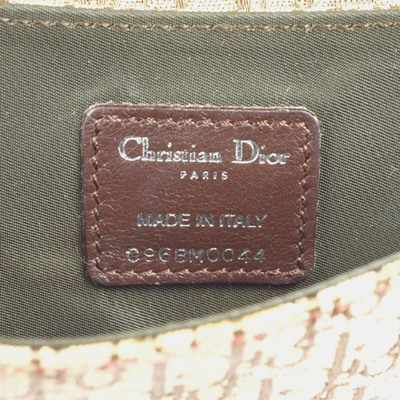 Christian Dior
PARIS
MADE IN ITALY
09GBM0044